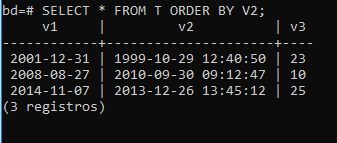 bd=# SELECT * FROM T ORDER BY V2;
     v1     |         v2          | v3
------------+---------------------+----
 2001-12-31 | 1999-10-29 12:40:50 | 23
 2008-08-27 | 2010-09-30 09:12:47 | 10
 2014-11-07 | 2013-12-26 13:45:12 | 25
(3 registros)